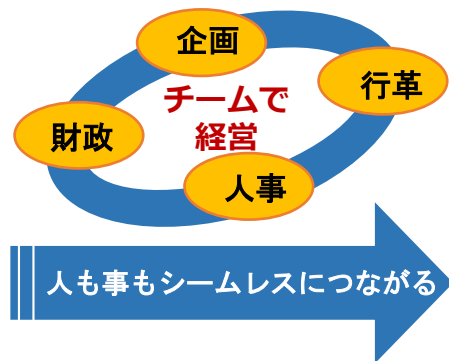 企画
行革
チームで
経営
財政
人事
人も事もシームレスにつながる